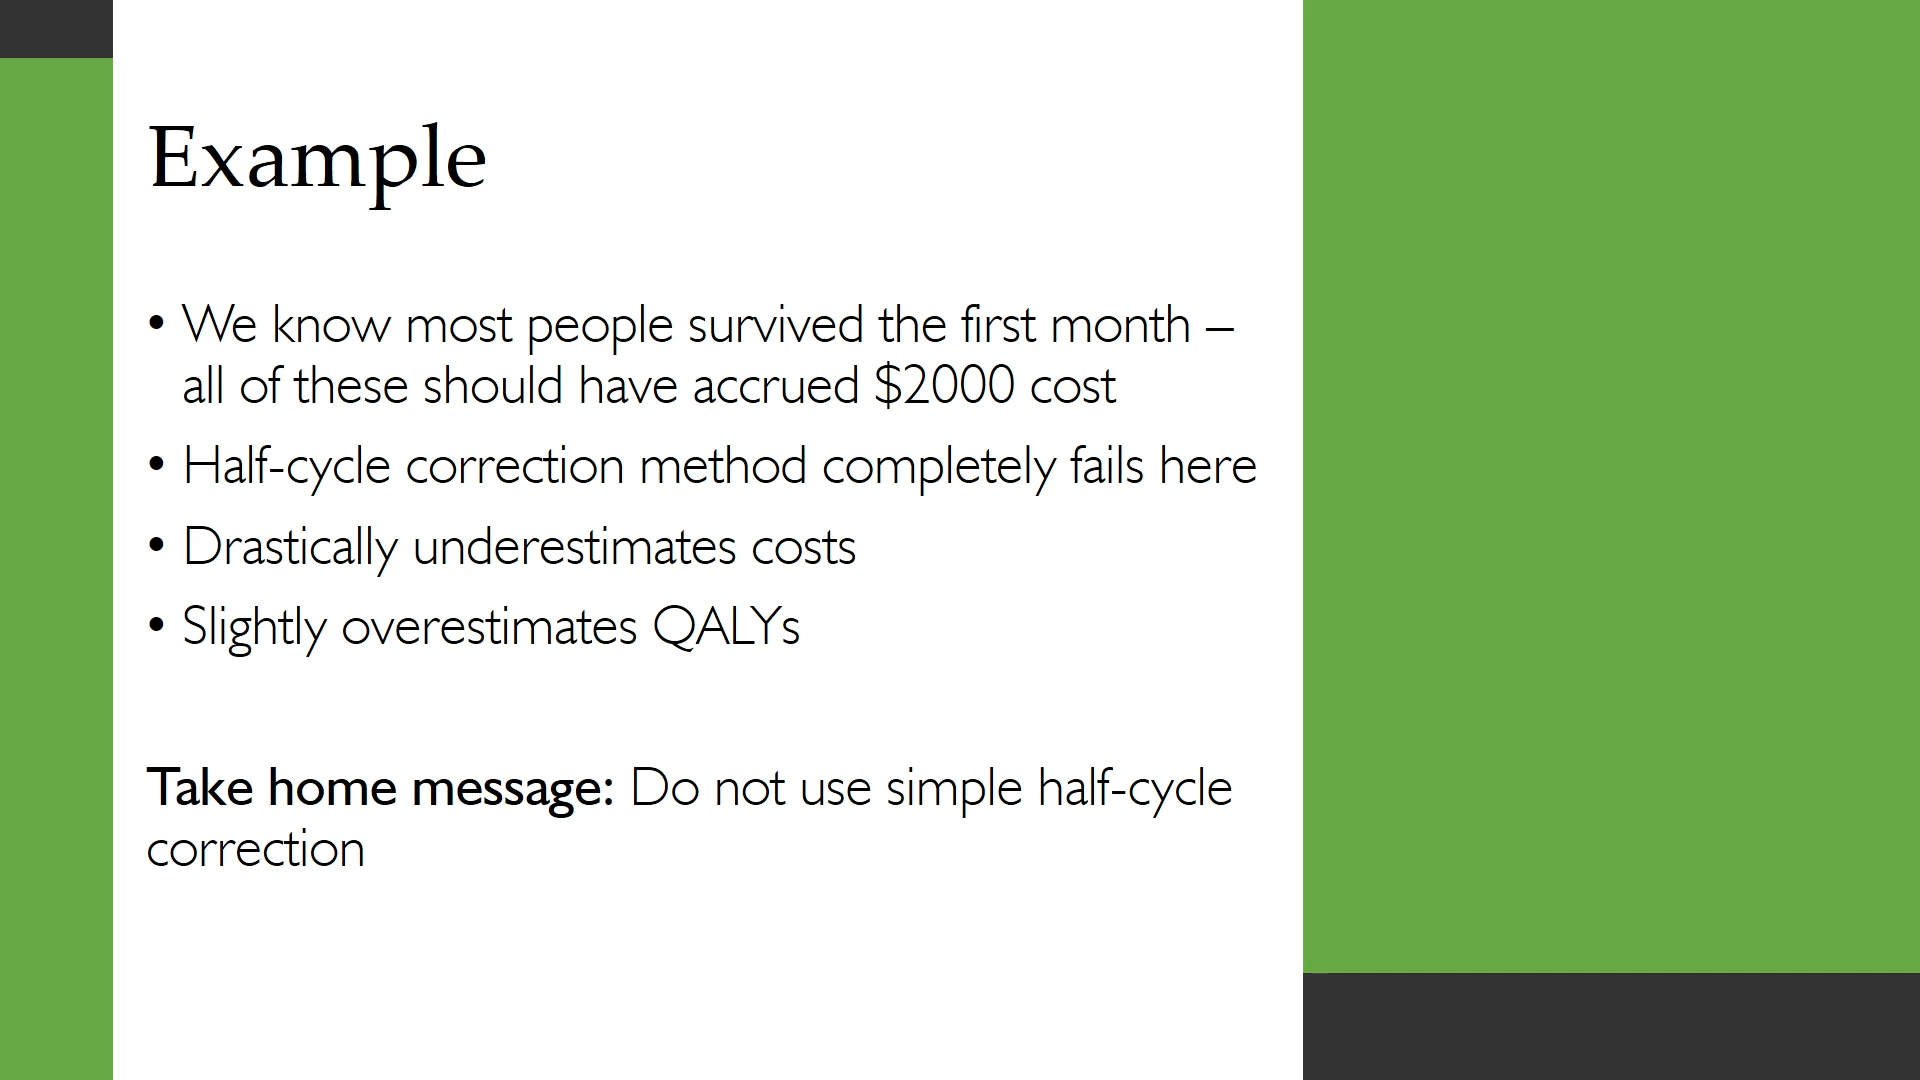 Example
• We know most people survived the first month –
all of these should have accrued $2000 cost
• Half-cycle correction method completely fails here
• Drastically underestimates costs
• Slightly overestimates QALYs
Take home message: Do not use simple half-cycle
correction